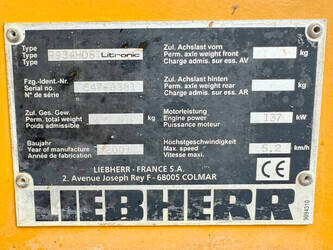 Typ
Type
Type
Litronic
Zul. Achslast vorn
Perm. axle weight front kg
Charge admis. sur ess. AV
Fzg.-Ident.-Nr.
Serial no.
N° de série
Zul. Achslast hinten
Perm. axle weight rear kg
Charge admis. sur ess. AR
Zul. Ges. Gew.
Perm. total weight kg
Poids admissible
Motorleistung
Engine power 137 kW
Puissance moteur
Baujahr
Year of manufacture 2001
Année de fabrication
Höchstgeschwindigkeit
Max. speed 5,2 km/h
Vitesse maxi.
LIEBHERR - FRANCE S.A.
2. Avenue Joseph Rey F - 68005 COLMAR
CE
LIEBHERR
9694310